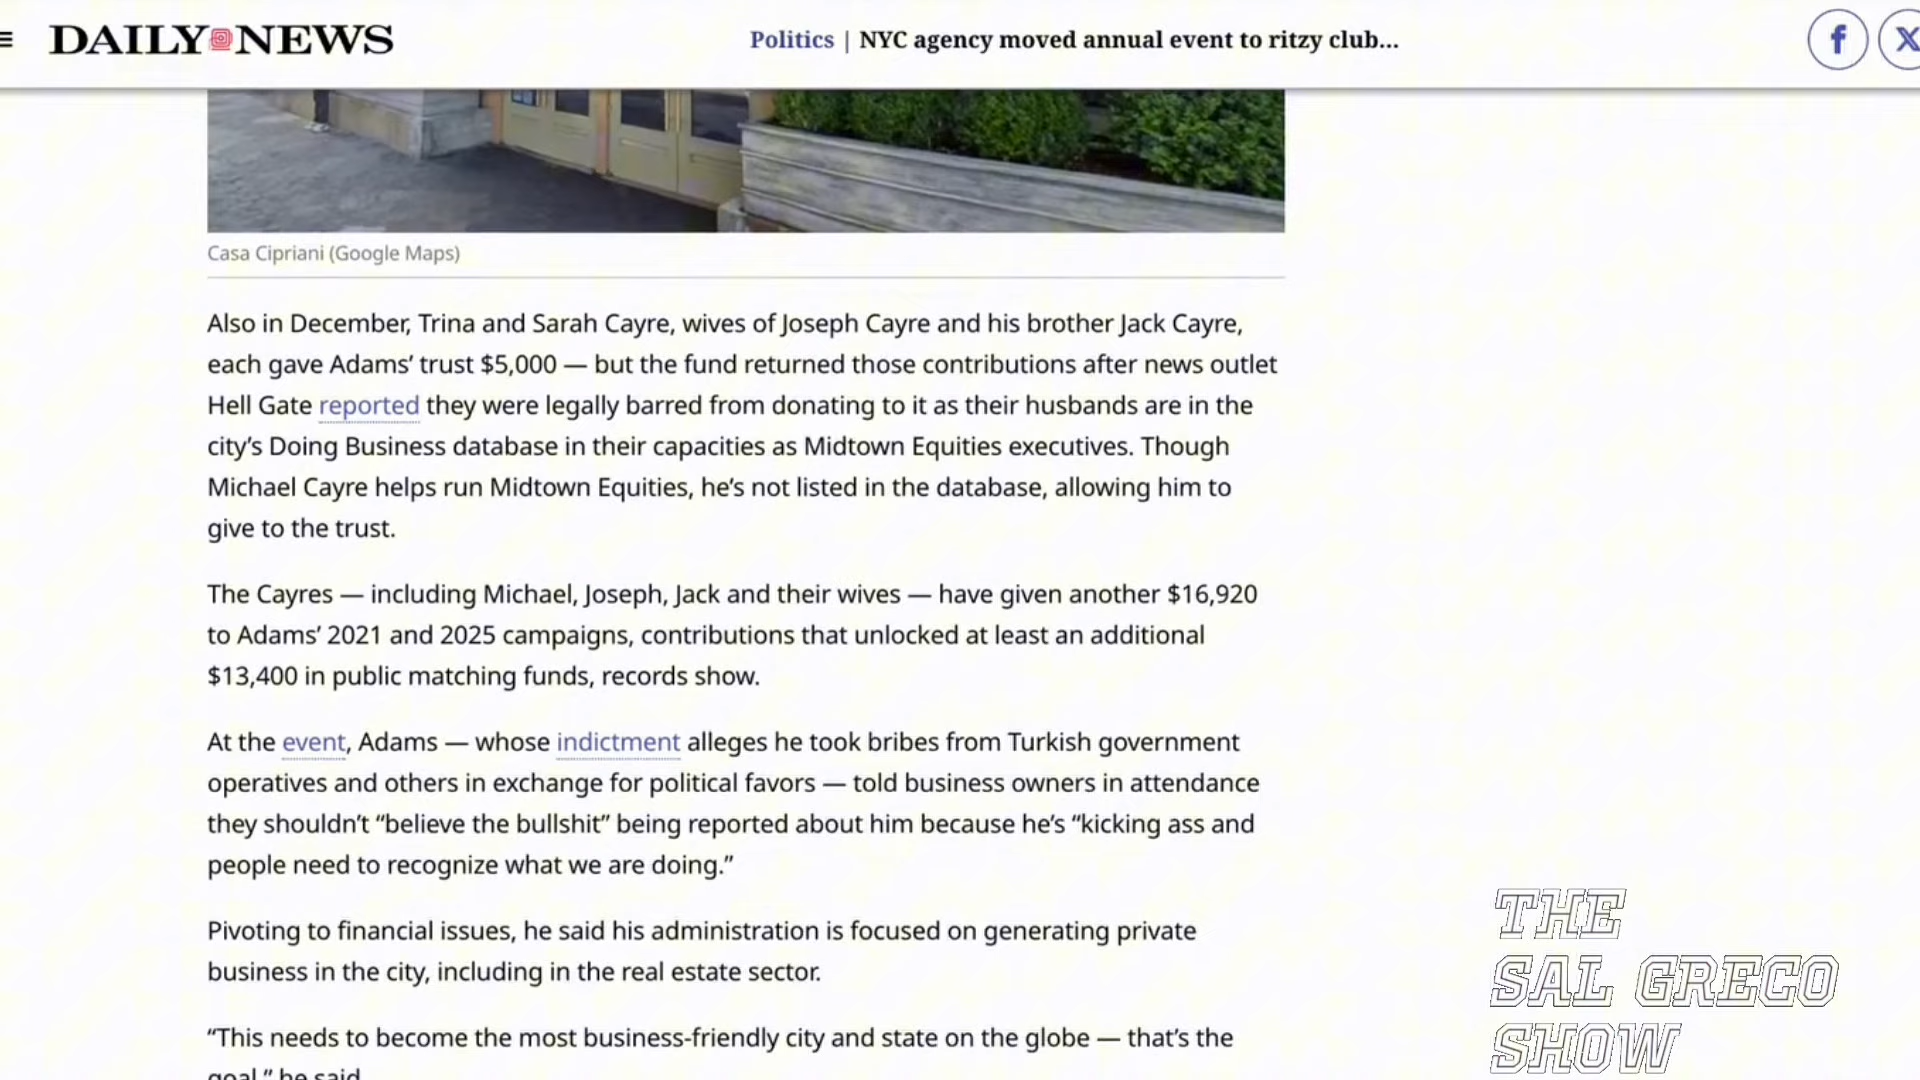 DAILY NEWS
Politics | NYC agency moved annual event to ritzy club...
Casa Cipriani (Google Maps)
Also in December, Trina and Sarah Cayre, wives of Joseph Cayre and his brother Jack Cayre,
each gave Adams’ trust $5,000 — but the fund returned those contributions after news outlet
Hell Gate reported they were legally barred from donating to it as their husbands are in the
city’s Doing Business database in their capacities as Midtown Equities executives. Though
Michael Cayre helps run Midtown Equities, he’s not listed in the database, allowing him to
give to the trust.
The Cayres — including Michael, Joseph, Jack and their wives — have given another $16,920
to Adams’ 2021 and 2025 campaigns, contributions that unlocked at least an additional
$13,400 in public matching funds, records show.
At the event, Adams — whose indictment alleges he took bribes from Turkish government
operatives and others in exchange for political favors — told business owners in attendance
they shouldn’t “believe the bullshit” being reported about him because he’s “kicking ass and
people need to recognize what we are doing.”
Pivoting to financial issues, he said his administration is focused on generating private
business in the city, including in the real estate sector.
“This needs to become the most business-friendly city and state on the globe — that’s the
goal,” he said
THE
SAL GRECO
SHOW